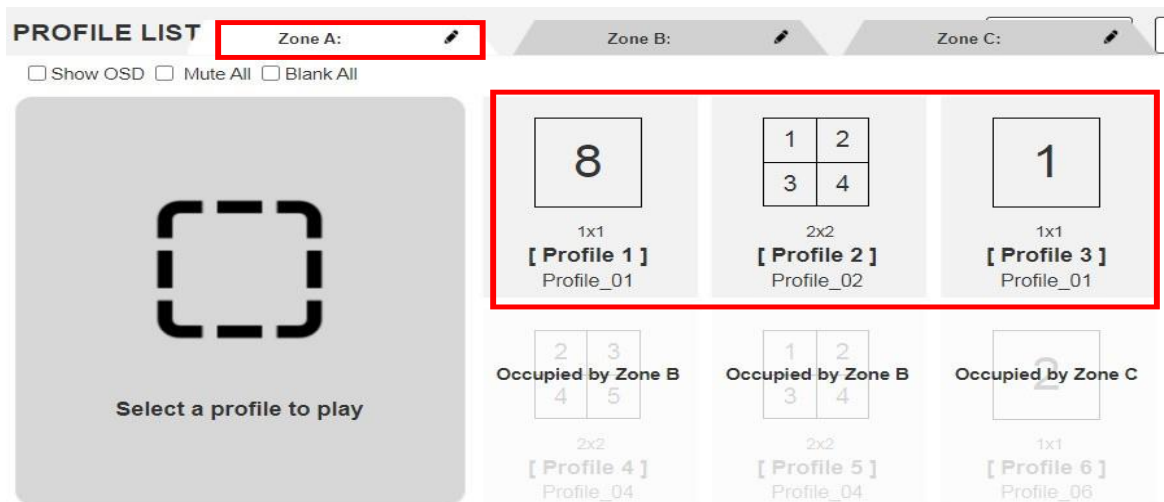 PROFILE LIST
Zone A:
Zone B:
Zone C:
Show OSD
Mute All
Blank All
Select a profile to play
8
1x1
[ Profile 1 ]
Profile_01
1 2
3 4
2x2
[ Profile 2 ]
Profile_02
1
1x1
[ Profile 3 ]
Profile_01
2 3
Occupied by Zone B
4 5
2x2
[ Profile 4 ]
Profile_04
1 2
Occupied by Zone B
3 4
2x2
[ Profile 5 ]
Profile_04
2
Occupied by Zone C
1x1
[ Profile 6 ]
Profile_06